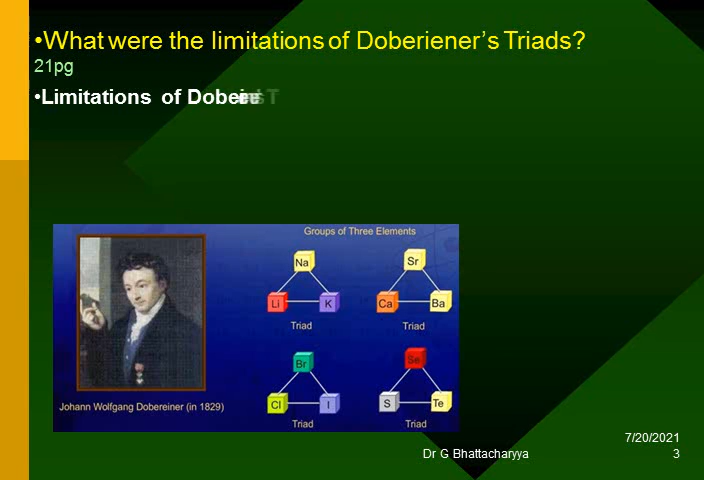 •What were the limitations of Doberiener’s Triads?
21pg
•Limitations of
Groups of Three Elements
Na
Li K
Triad
Sr
Ca Ba
Triad
Br
Cl I
Triad
Se
S Te
Triad
Johann Wolfgang Dobereiner (in 1829)
7/20/2021
Dr G Bhattacharyya 3